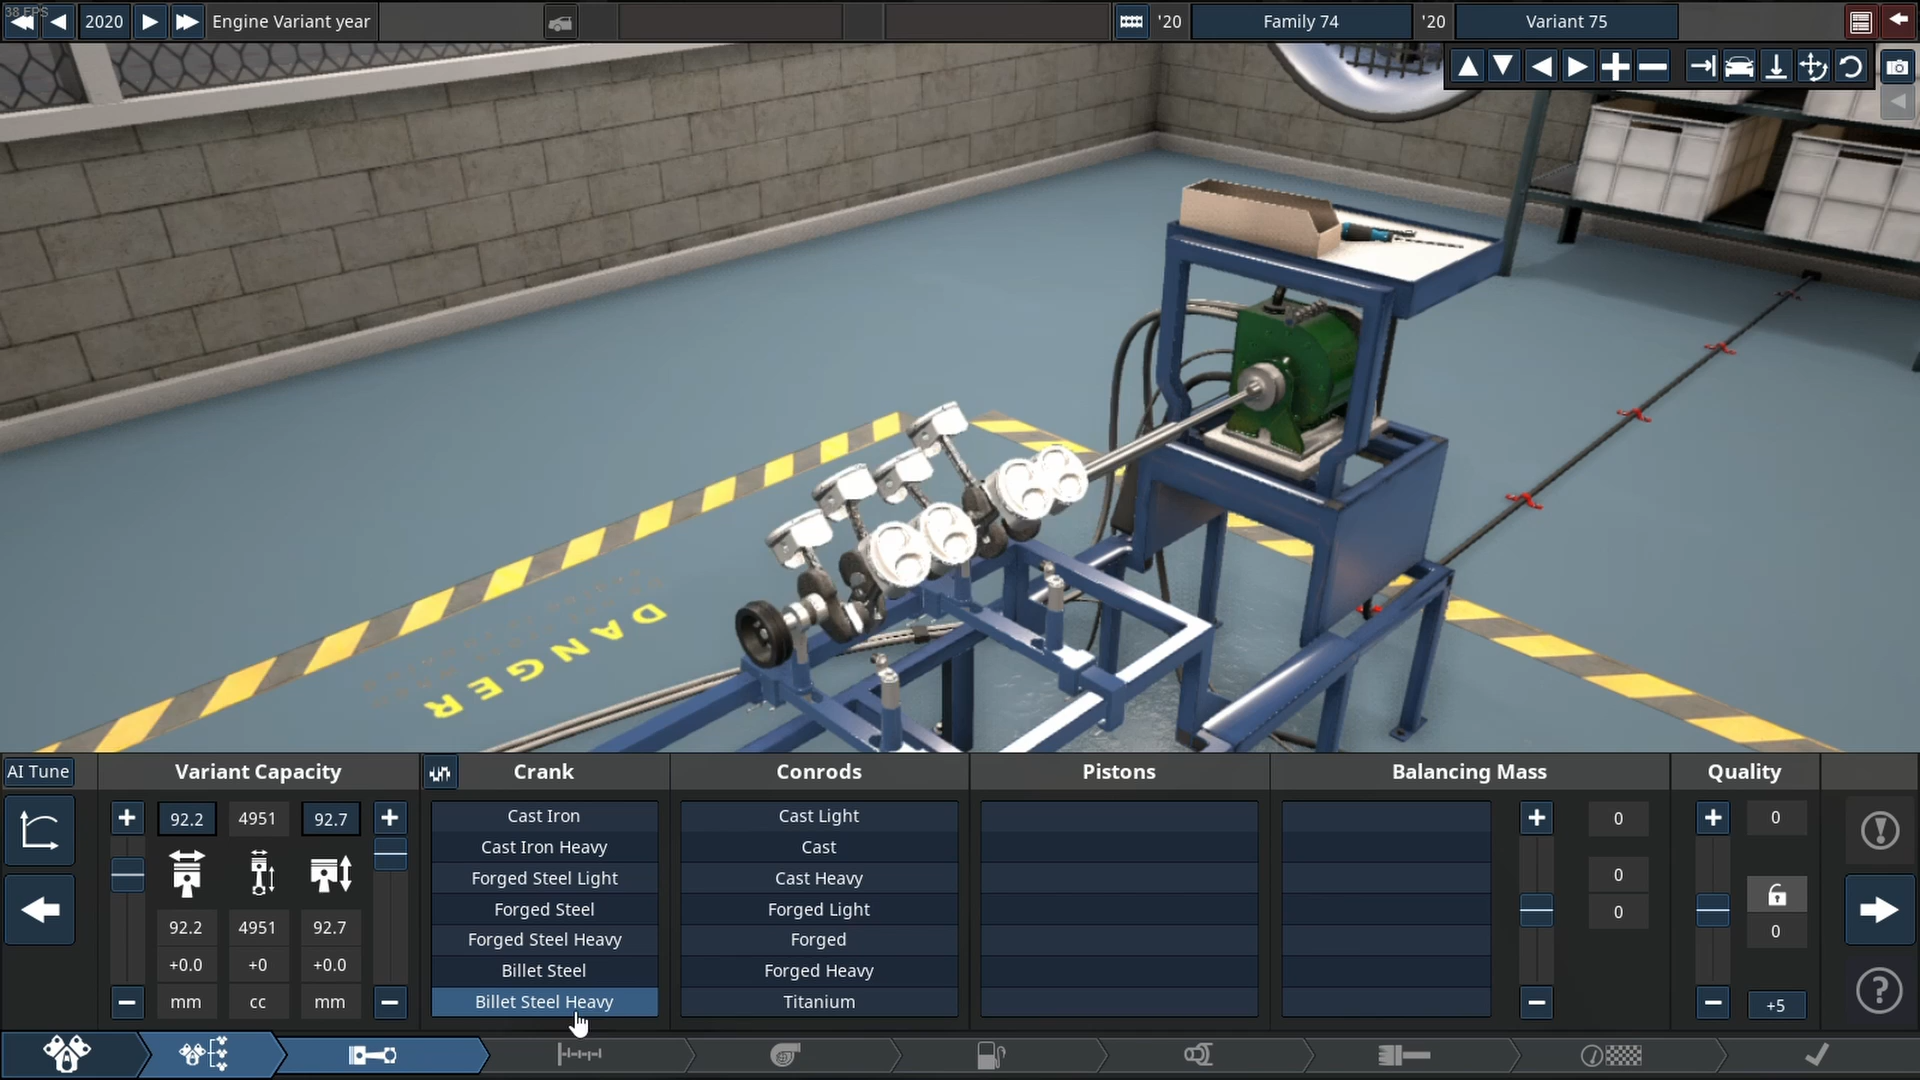 38 FPS
2020 Engine Variant year '20 Family 74 '20 Variant 75
DANGER
AI Tune Variant Capacity Crank Conrods Pistons Balancing Mass Quality
92.2 4951 92.7
Cast Iron
Cast Iron Heavy
Forged Steel Light
Forged Steel
Forged Steel Heavy
Billet Steel
Billet Steel Heavy
Cast Light
Cast
Cast Heavy
Forged Light
Forged
Forged Heavy
Titanium
0
0
0
0
0
+5
92.2 4951 92.7
+0.0 +0 +0.0
mm cc mm